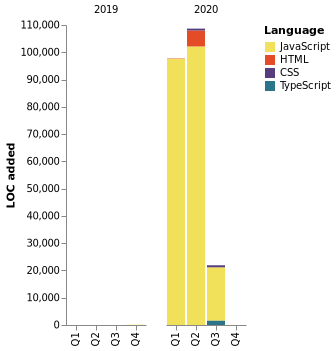 2019
2020
Language
JavaScript
HTML
CSS
TypeScript
LOC added
110,000
100,000
90,000
80,000
70,000
60,000
50,000
40,000
30,000
20,000
10,000
0
Q1 Q2 Q3 Q4
Q1 Q2 Q3 Q4